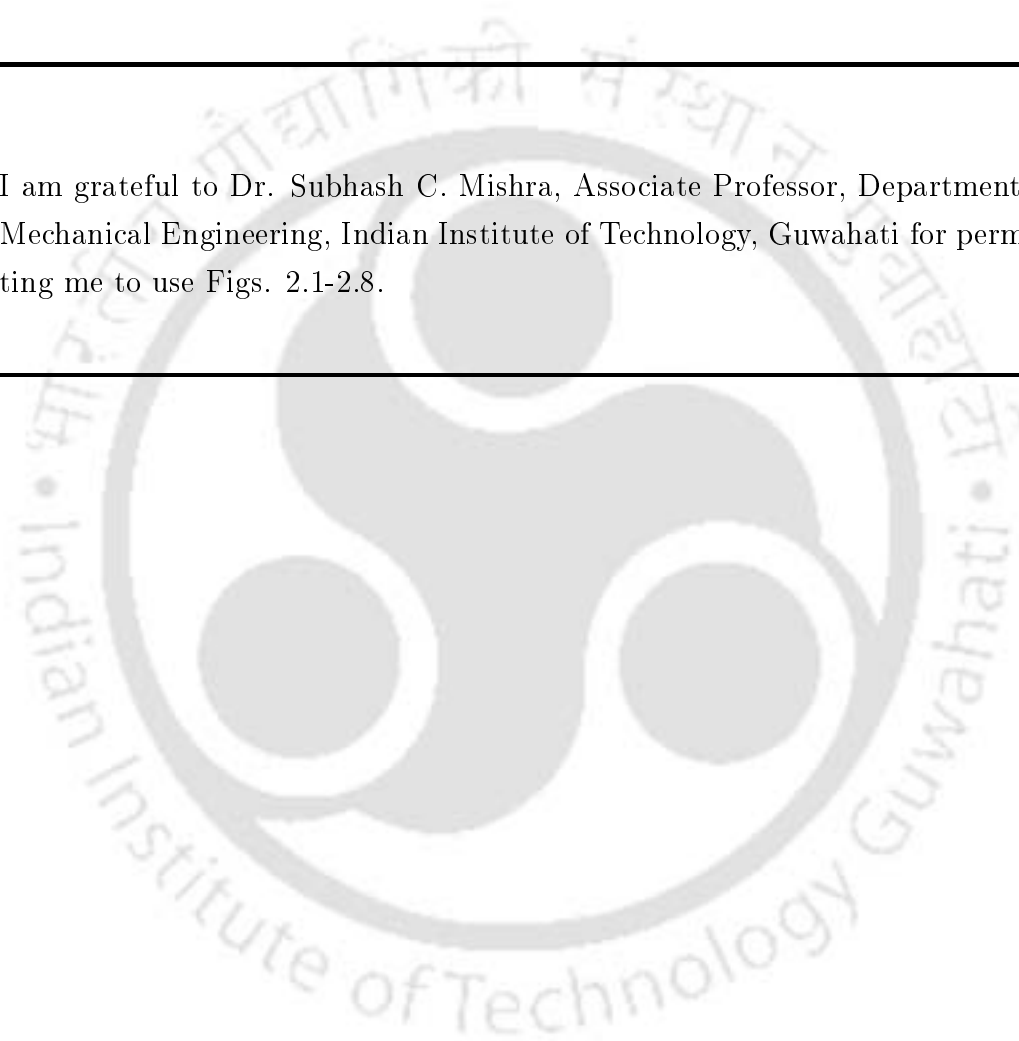 I am grateful to Dr. Subhash C. Mishra, Associate Professor, Department
Mechanical Engineering, Indian Institute of Technology, Guwahati for perm
ting me to use Figs. 2.1-2.8.
भारतीय प्रौद्योगिकी संस्थान गुवाहाटी
• Indian Institute of Technology Guwahati •